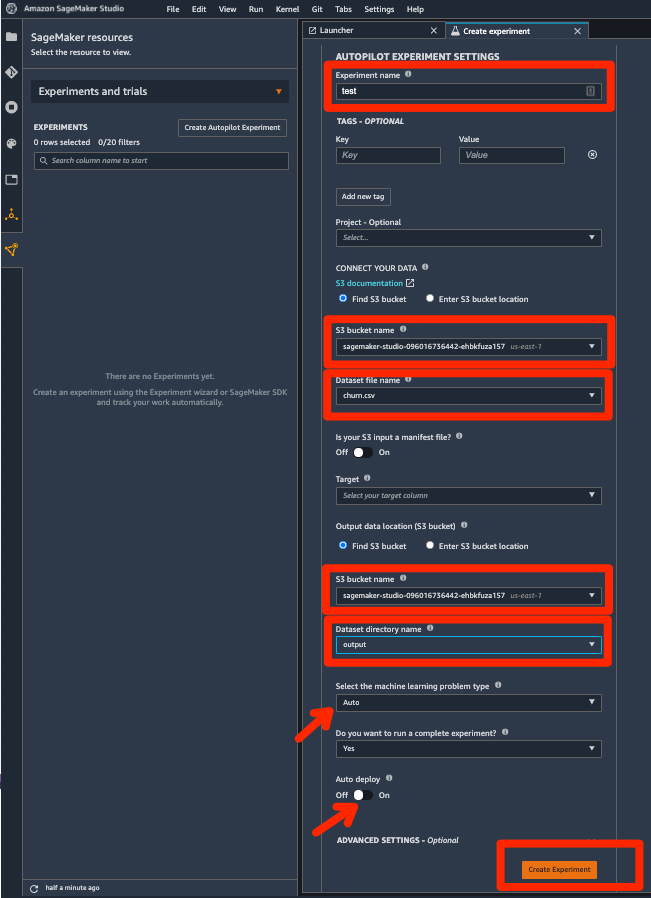 Amazon SageMaker Studio File Edit View Run Kernel Git Tabs Settings Help
SageMaker resources
Select the resource to view.
Experiments and trials
EXPERIMENTS Create Autopilot Experiment
0 rows selected 0/20 filters
Search column name to start
There are no Experiments yet.
Create an experiment using the Experiment wizard or SageMaker SDK
and track your work automatically.
half a minute ago
Launcher Create experiment
AUTOPILOT EXPERIMENT SETTINGS
Experiment name
test
TAGS - OPTIONAL
Key Value
Key Value
Add new tag
Project - Optional
Select...
CONNECT YOUR DATA
S3 documentation
Find S3 bucket Enter S3 bucket location
S3 bucket name
sagemaker-studio-096016736442-ehbkfuza157 us-east-1
Dataset file name
churn.csv
Is your S3 input a manifest file?
Off On
Target
Select your target column
Output data location (S3 bucket)
Find S3 bucket Enter S3 bucket location
S3 bucket name
sagemaker-studio-096016736442-ehbkfuza157 us-east-1
Dataset directory name
output
Select the machine learning problem type
Auto
Do you want to run a complete experiment?
Yes
Auto deploy
Off On
ADVANCED SETTINGS - Optional
Create Experiment